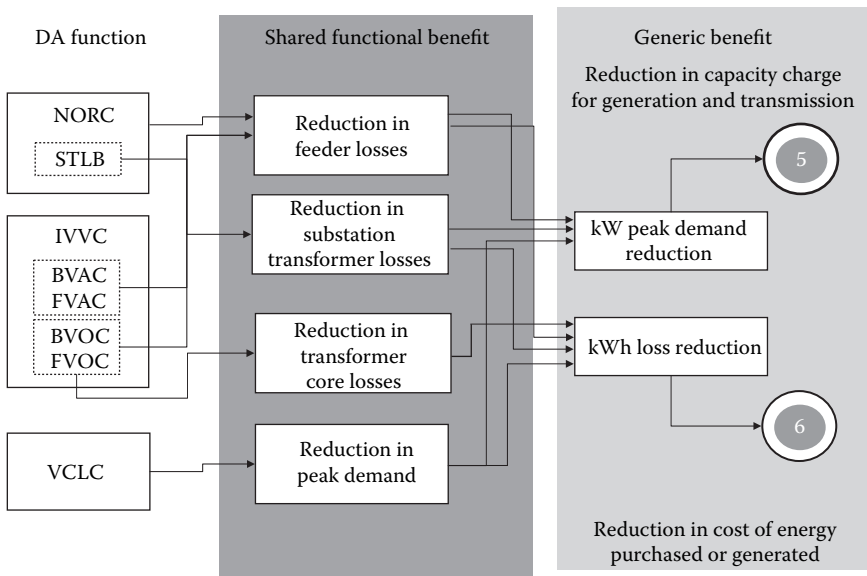 DA function
Shared functional benefit
Generic benefit
Reduction in capacity charge
for generation and transmission
NORC
STLB
Reduction in
feeder losses
5
IVVC
BVAC
FVAC
BVOC
FVOC
Reduction in
substation
transformer losses
kW peak demand
reduction
Reduction in
transformer
core losses
kWh loss reduction
6
VCLC
Reduction in
peak demand
Reduction in cost of energy
purchased or generated